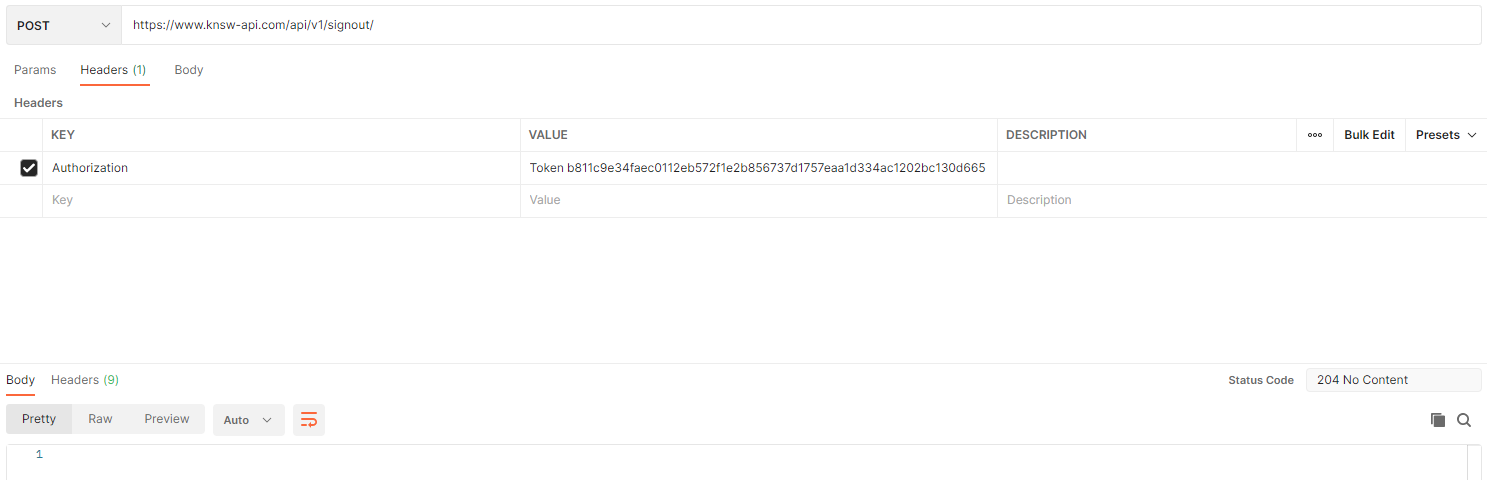 POST https://www.knsw-api.com/api/v1/signout/
Params Headers (1) Body
Headers
KEY VALUE DESCRIPTION Bulk Edit Presets
Authorization Token b811c9e34faec0112eb572f1e2b856737d1757eaa1d334ac1202bc130d665
Key Value Description
Body Headers (9) Status Code 204 No Content
Pretty Raw Preview Auto
1